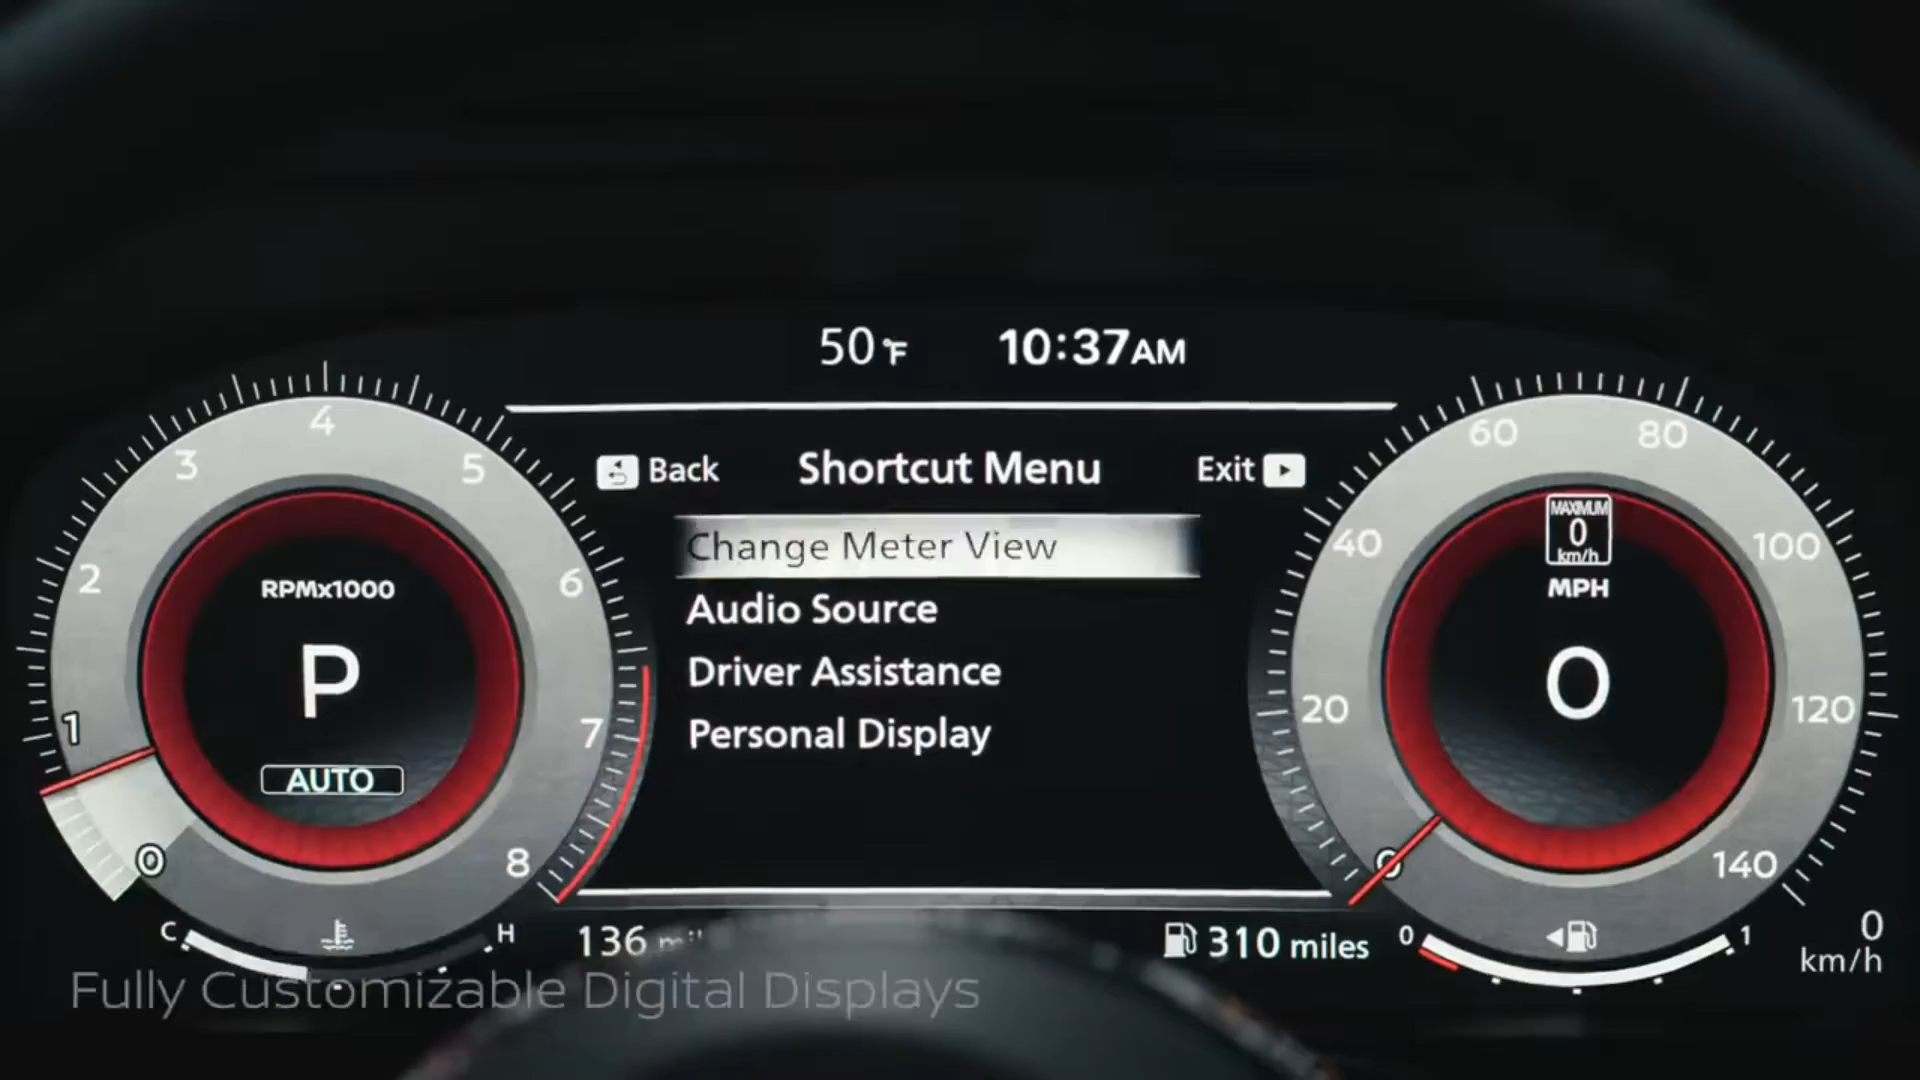 50°F 10:37AM
Back Shortcut Menu Exit
Change Meter View
Audio Source
Driver Assistance
Personal Display
0 1 2 3 4 5 6 7 8
RPMx1000
P
AUTO
C H
0 20 40 60 80 100 120 140
MAXIMUM
0
km/h
MPH
0
136
310 miles
0 1
0
km/h
Fully Customizable Digital Displays